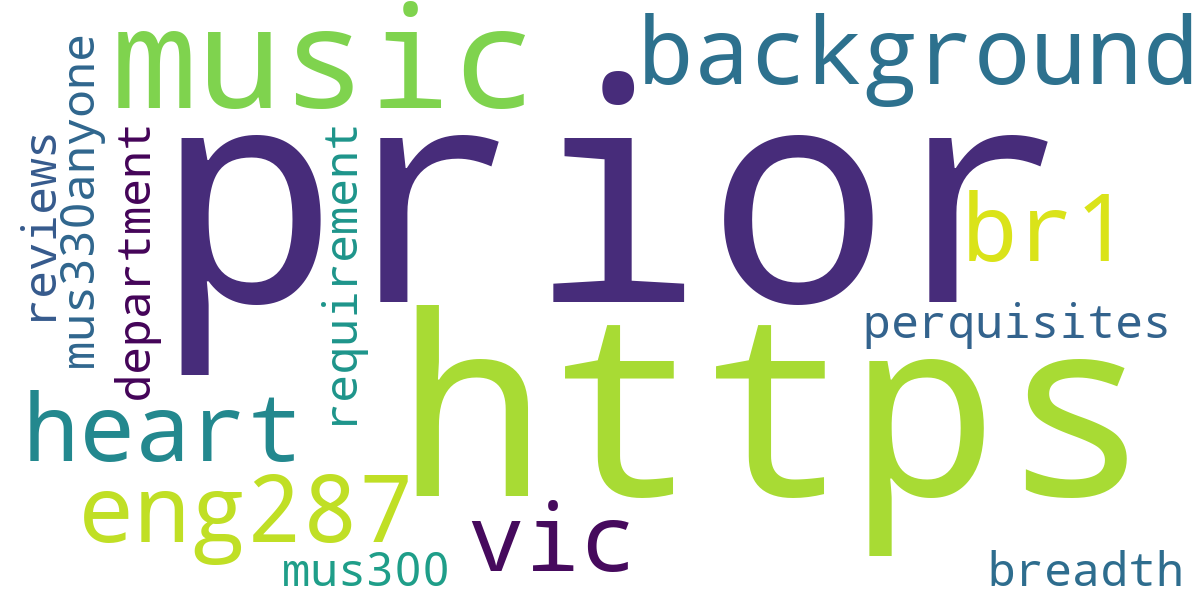 music
background
prior
reviews
mus330anyone
department
requirement
br1
https
perquisites
heart
eng287
vic
mus300
breadth